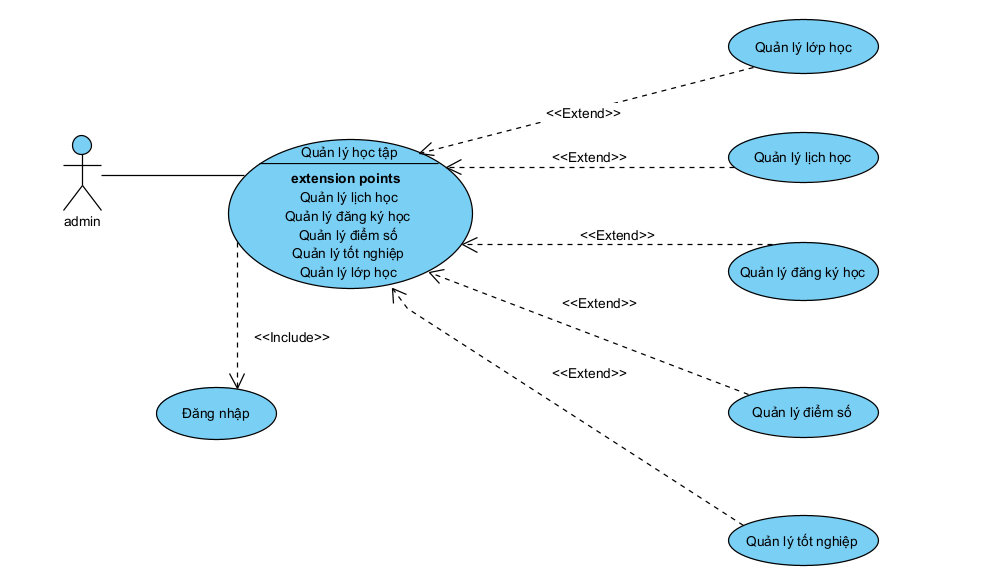 Quản lý lớp học
<<Extend>>
Quản lý học tập
extension points
Quản lý lịch học
Quản lý đăng ký học
Quản lý điểm số
Quản lý tốt nghiệp
Quản lý lớp học
admin
<<Extend>>
Quản lý lịch học
<<Extend>>
Quản lý đăng ký học
<<Extend>>
<<Include>>
<<Extend>>
Đăng nhập
Quản lý điểm số
Quản lý tốt nghiệp